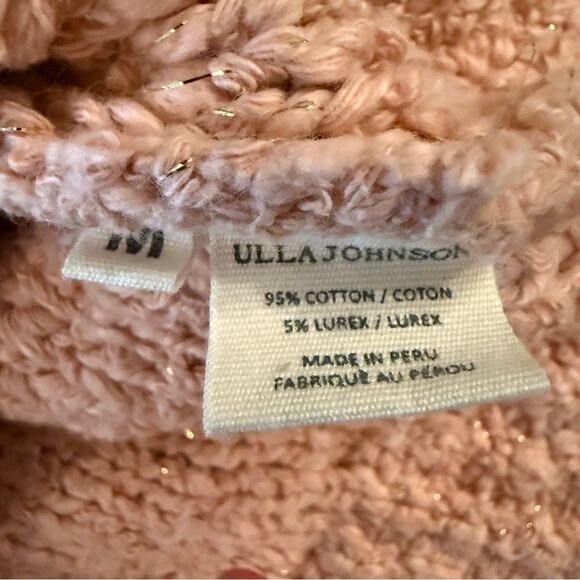 M
ULLA JOHNSON
95% COTTON / COTON
5% LUREX / LUREX
MADE IN PERU
FABRIQUÉ AU PÉROU